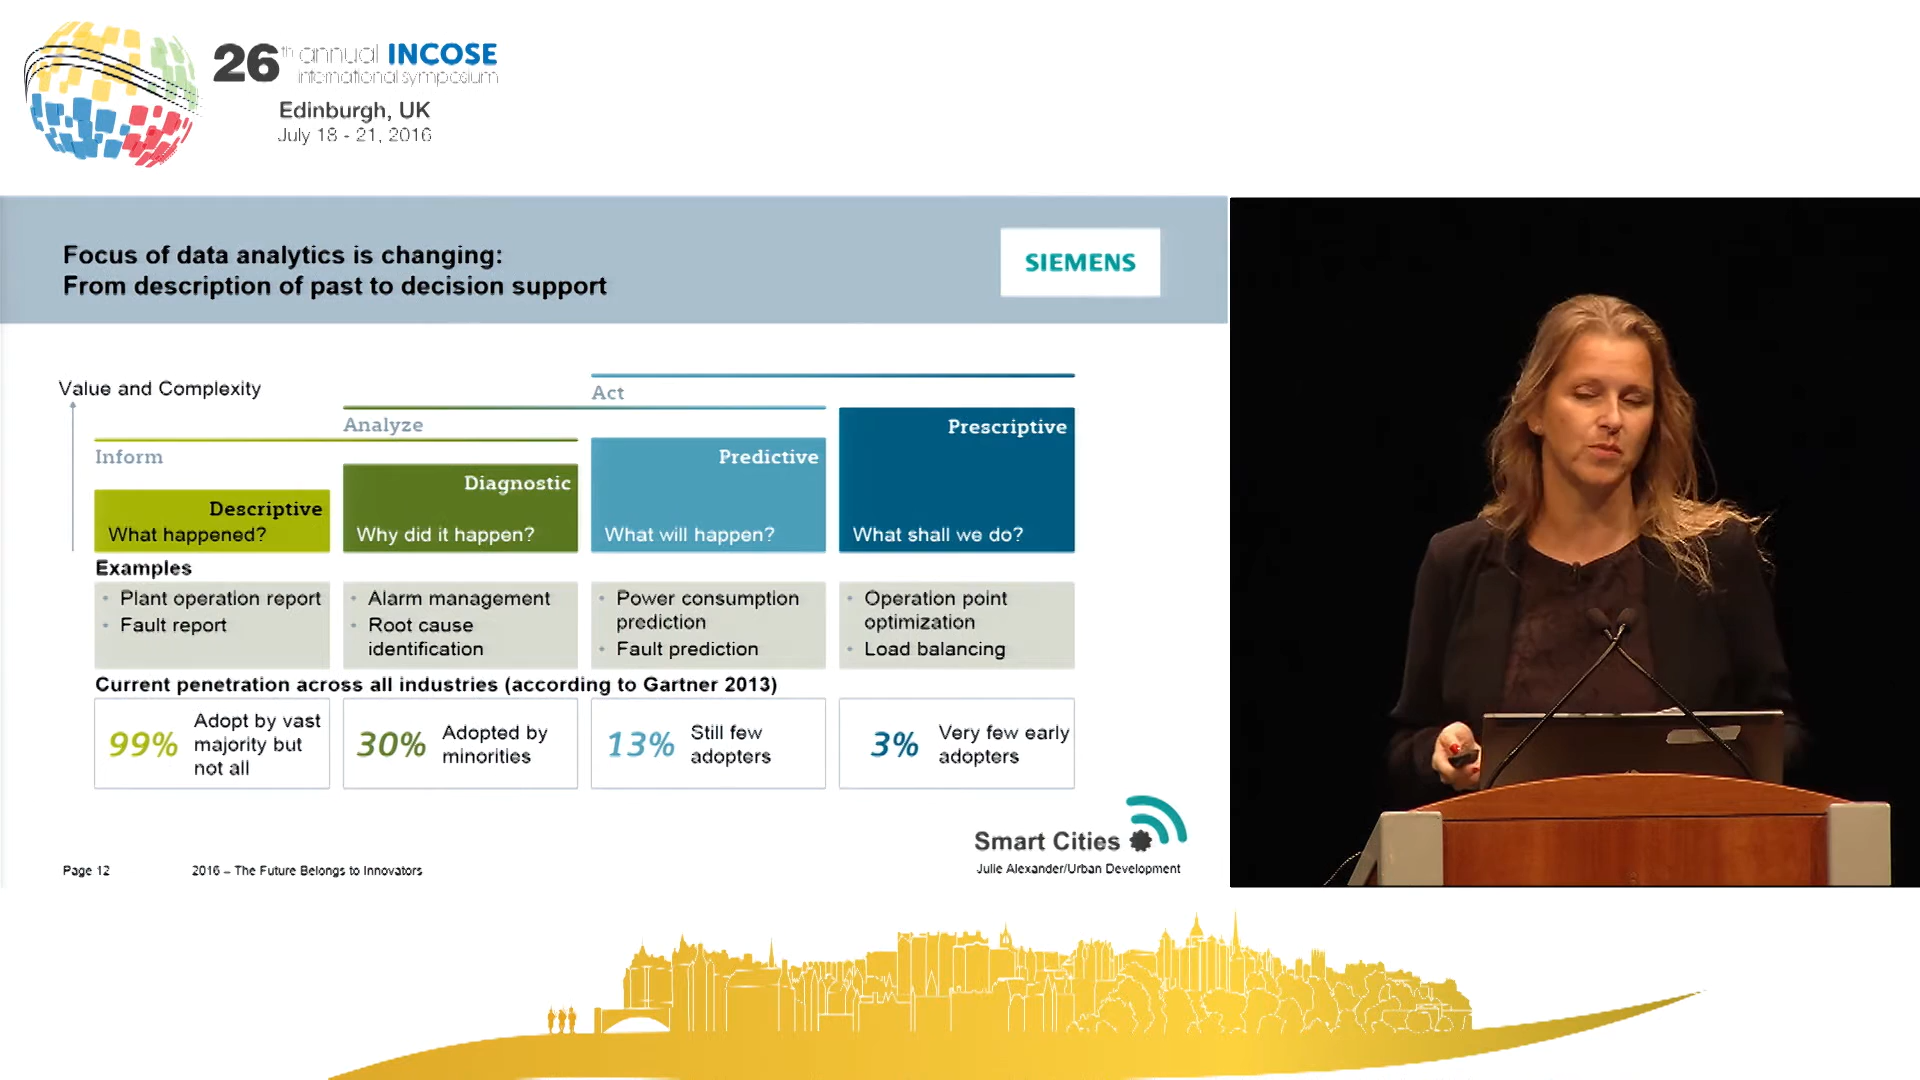 26th annual INCOSE
international symposium
Edinburgh, UK
July 18 - 21, 2016
Focus of data analytics is changing:
From description of past to decision support
SIEMENS
Value and Complexity
Act
Analyze
Inform
Descriptive
What happened?
Diagnostic
Why did it happen?
Predictive
What will happen?
Prescriptive
What shall we do?
Examples
• Plant operation report
• Fault report
• Alarm management
• Root cause
identification
• Power consumption
prediction
• Fault prediction
• Operation point
optimization
• Load balancing
Current penetration across all industries (according to Gartner 2013)
99%
Adopt by vast
majority but
not all
30%
Adopted by
minorities
13%
Still few
adopters
3%
Very few early
adopters
Smart Cities
Julie Alexander/Urban Development
Page 12
2016 – The Future Belongs to Innovators